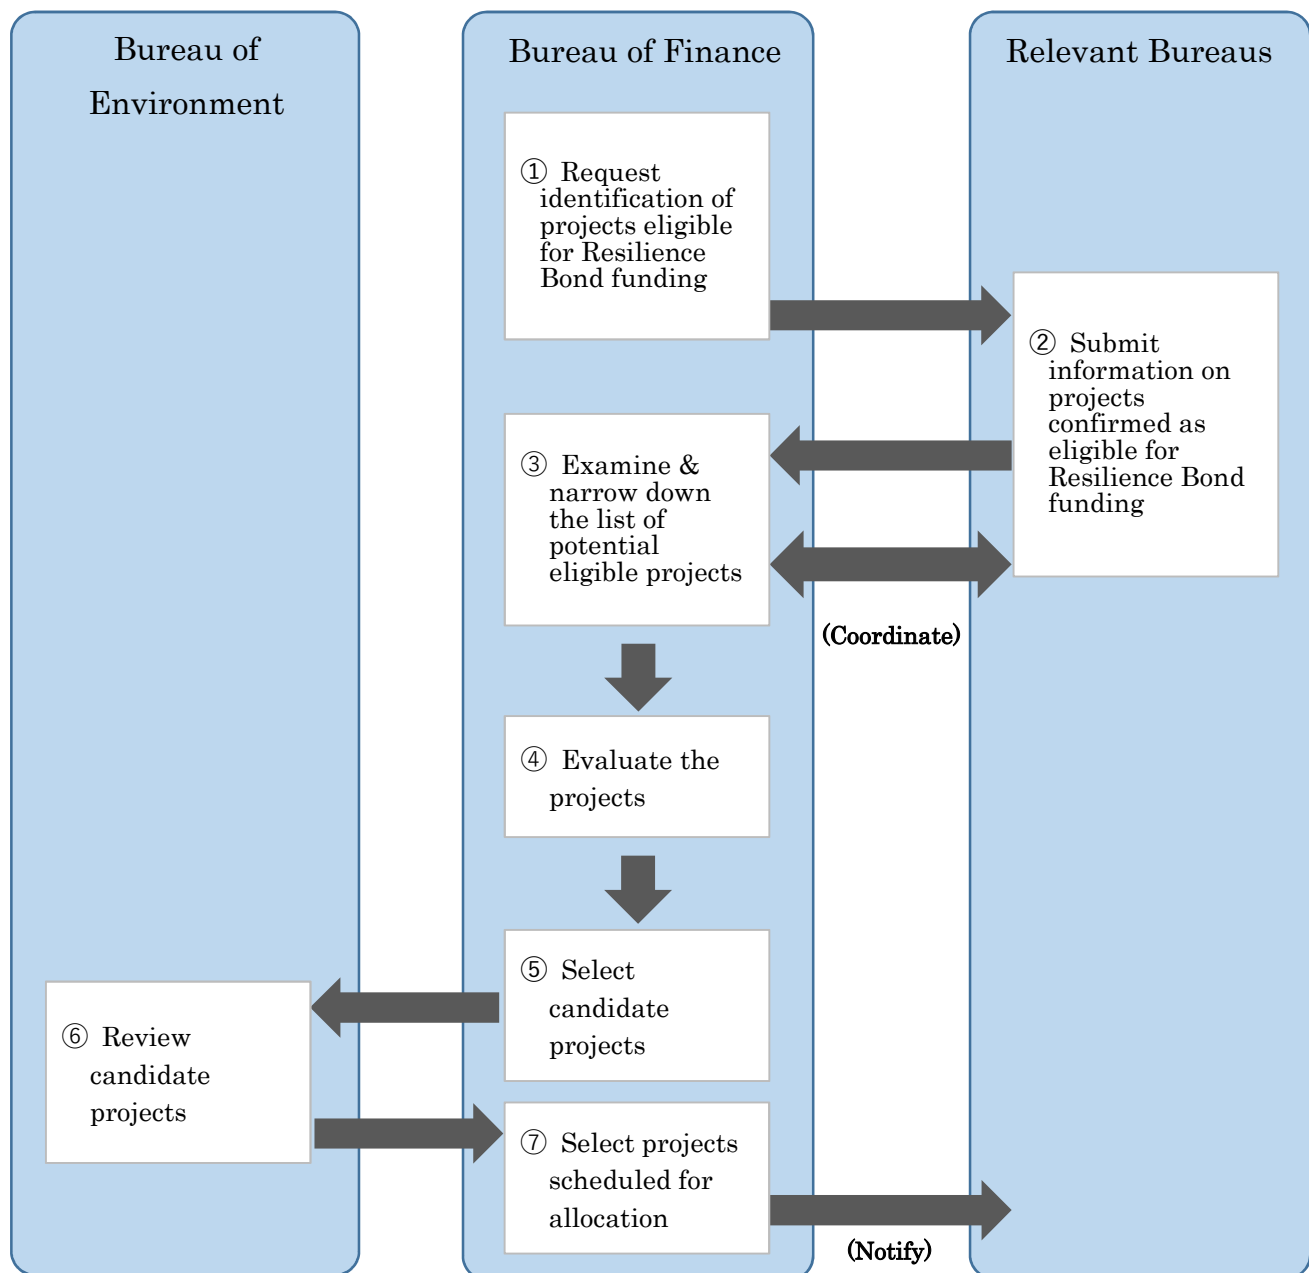 Bureau of
Environment
Bureau of Finance
Relevant Bureaus
① Request
identification of
projects eligible
for Resilience
Bond funding
② Submit
information on
projects
confirmed as
eligible for
Resilience Bond
funding
③ Examine &
narrow down
the list of
potential
eligible projects
(Coordinate)
④ Evaluate the
projects
⑤ Select
candidate
projects
⑥ Review
candidate
projects
⑦ Select projects
scheduled for
allocation
(Notify)